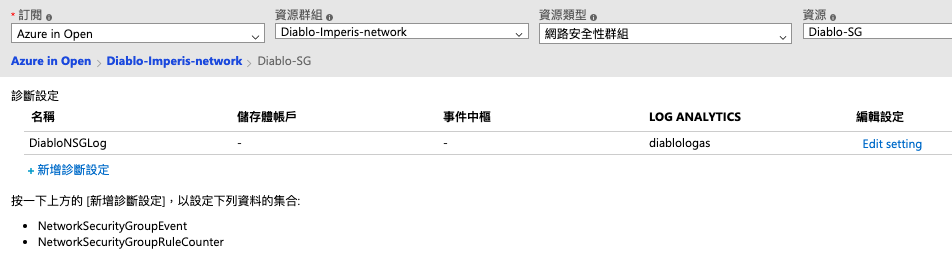 * 訂閱 資源群組 資源類型 資源
Azure in Open Diablo-Imperis-network 網路安全性群組 Diablo-SG
Azure in Open > Diablo-Imperis-network > Diablo-SG
診斷設定
名稱 儲存體帳戶 事件中樞 LOG ANALYTICS 編輯設定
DiabloNSGLog - - diablologas Edit setting
+ 新增診斷設定
按一下上方的 [新增診斷設定],以設定下列資料的集合:
• NetworkSecurityGroupEvent
• NetworkSecurityGroupRuleCounter